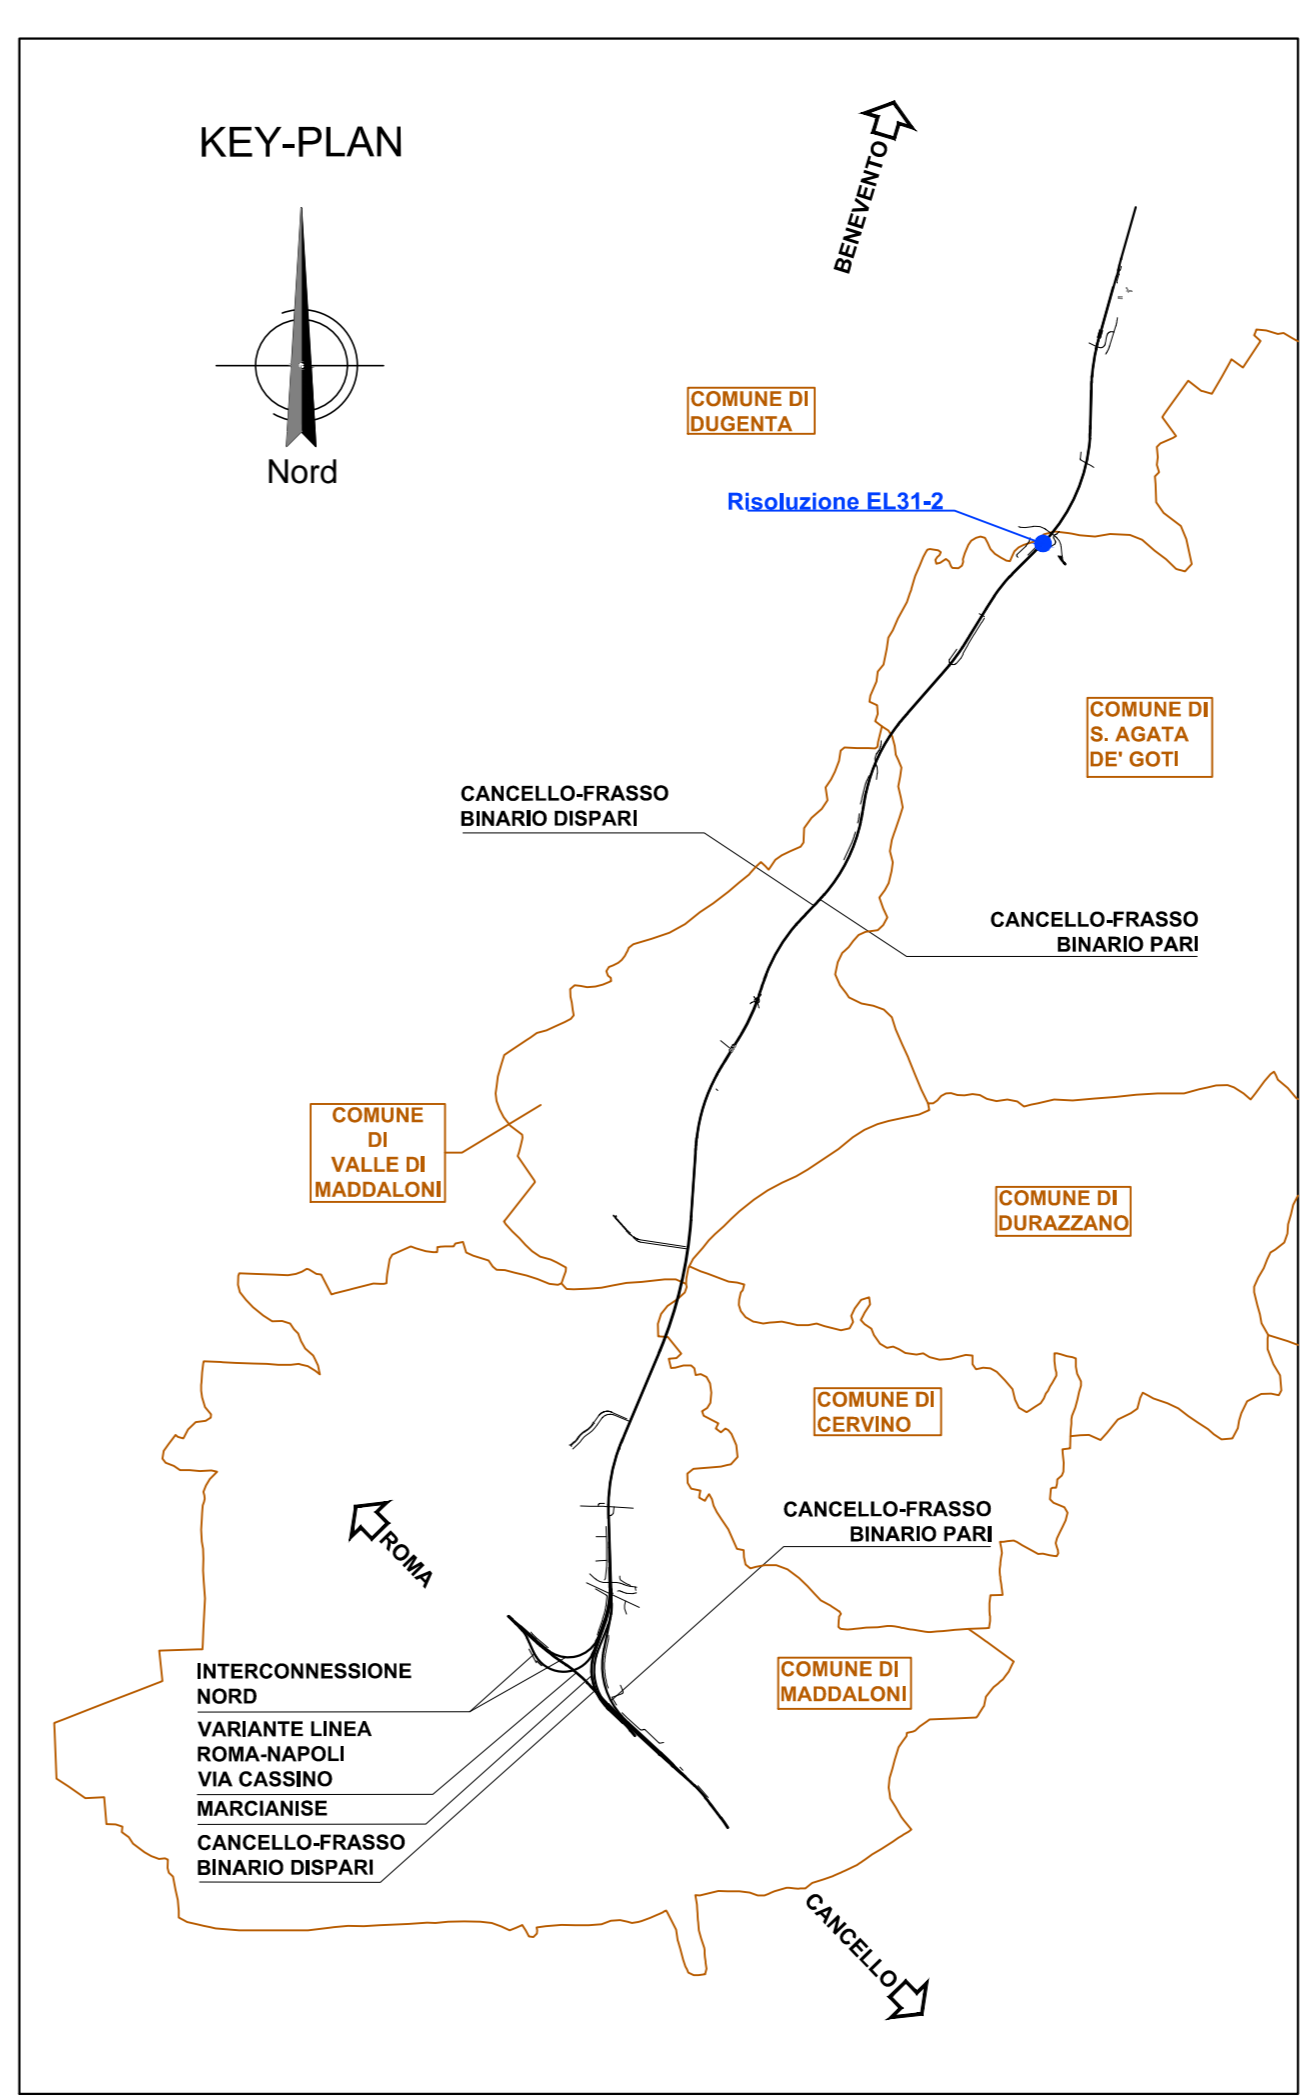 KEY-PLAN
Nord
BENEVENTO
COMUNE DI
DUGENTA
Risoluzione EL31-2
COMUNE DI
S. AGATA
DE' GOTI
CANCELLO-FRASSO
BINARIO DISPARI
CANCELLO-FRASSO
BINARIO PARI
COMUNE
DI
VALLE DI
MADDALONI
COMUNE DI
DURAZZANO
COMUNE DI
CERVINO
CANCELLO-FRASSO
BINARIO PARI
ROMA
INTERCONNESSIONE
NORD
COMUNE DI
MADDALONI
VARIANTE LINEA
ROMA-NAPOLI
VIA CASSINO
MARCIANISE
CANCELLO-FRASSO
BINARIO DISPARI
CANCELLO